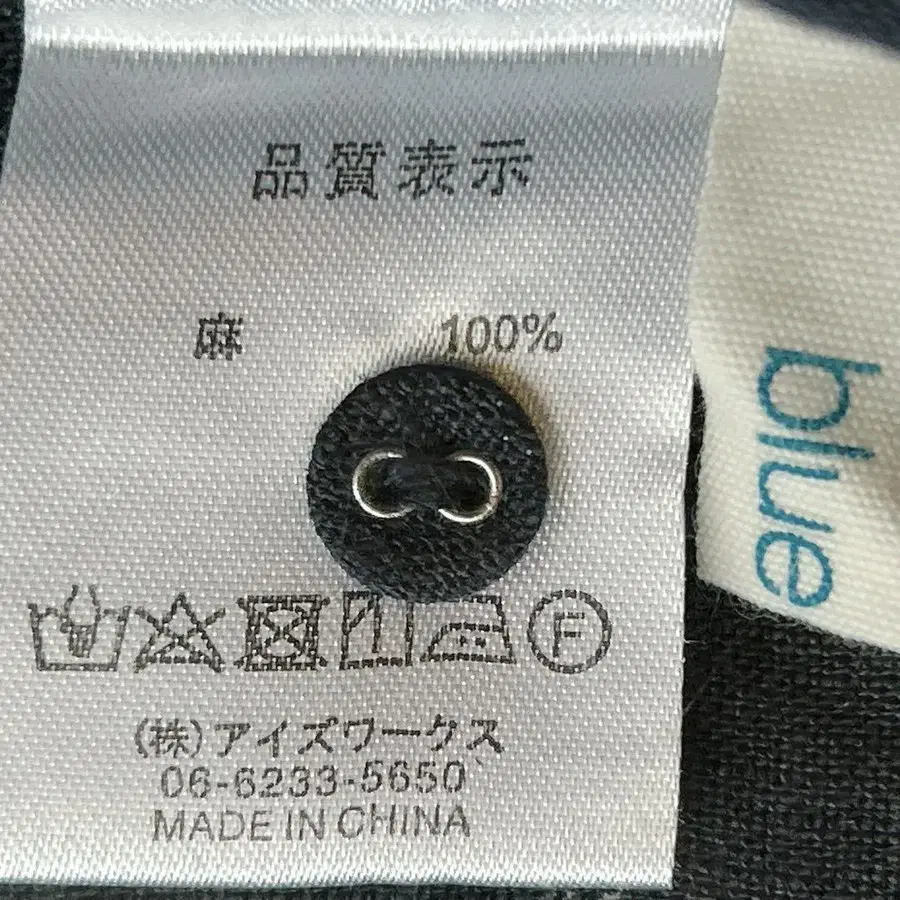 品質表示
麻 100%
F
(株)アイズワークス
06-6233-5650
MADE IN CHINA
blue